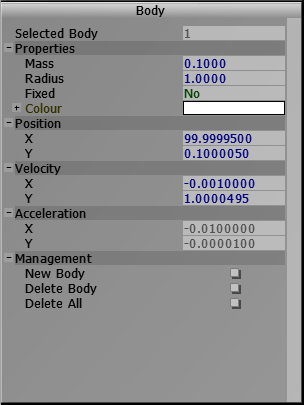 Body
Selected Body 1
- Properties
Mass 0.1000
Radius 1.0000
Fixed No
+ Colour
- Position
X 99.9999500
Y 0.1000050
- Velocity
X -0.0010000
Y 1.0000495
- Acceleration
X -0.0100000
Y -0.0000100
- Management
New Body
Delete Body
Delete All